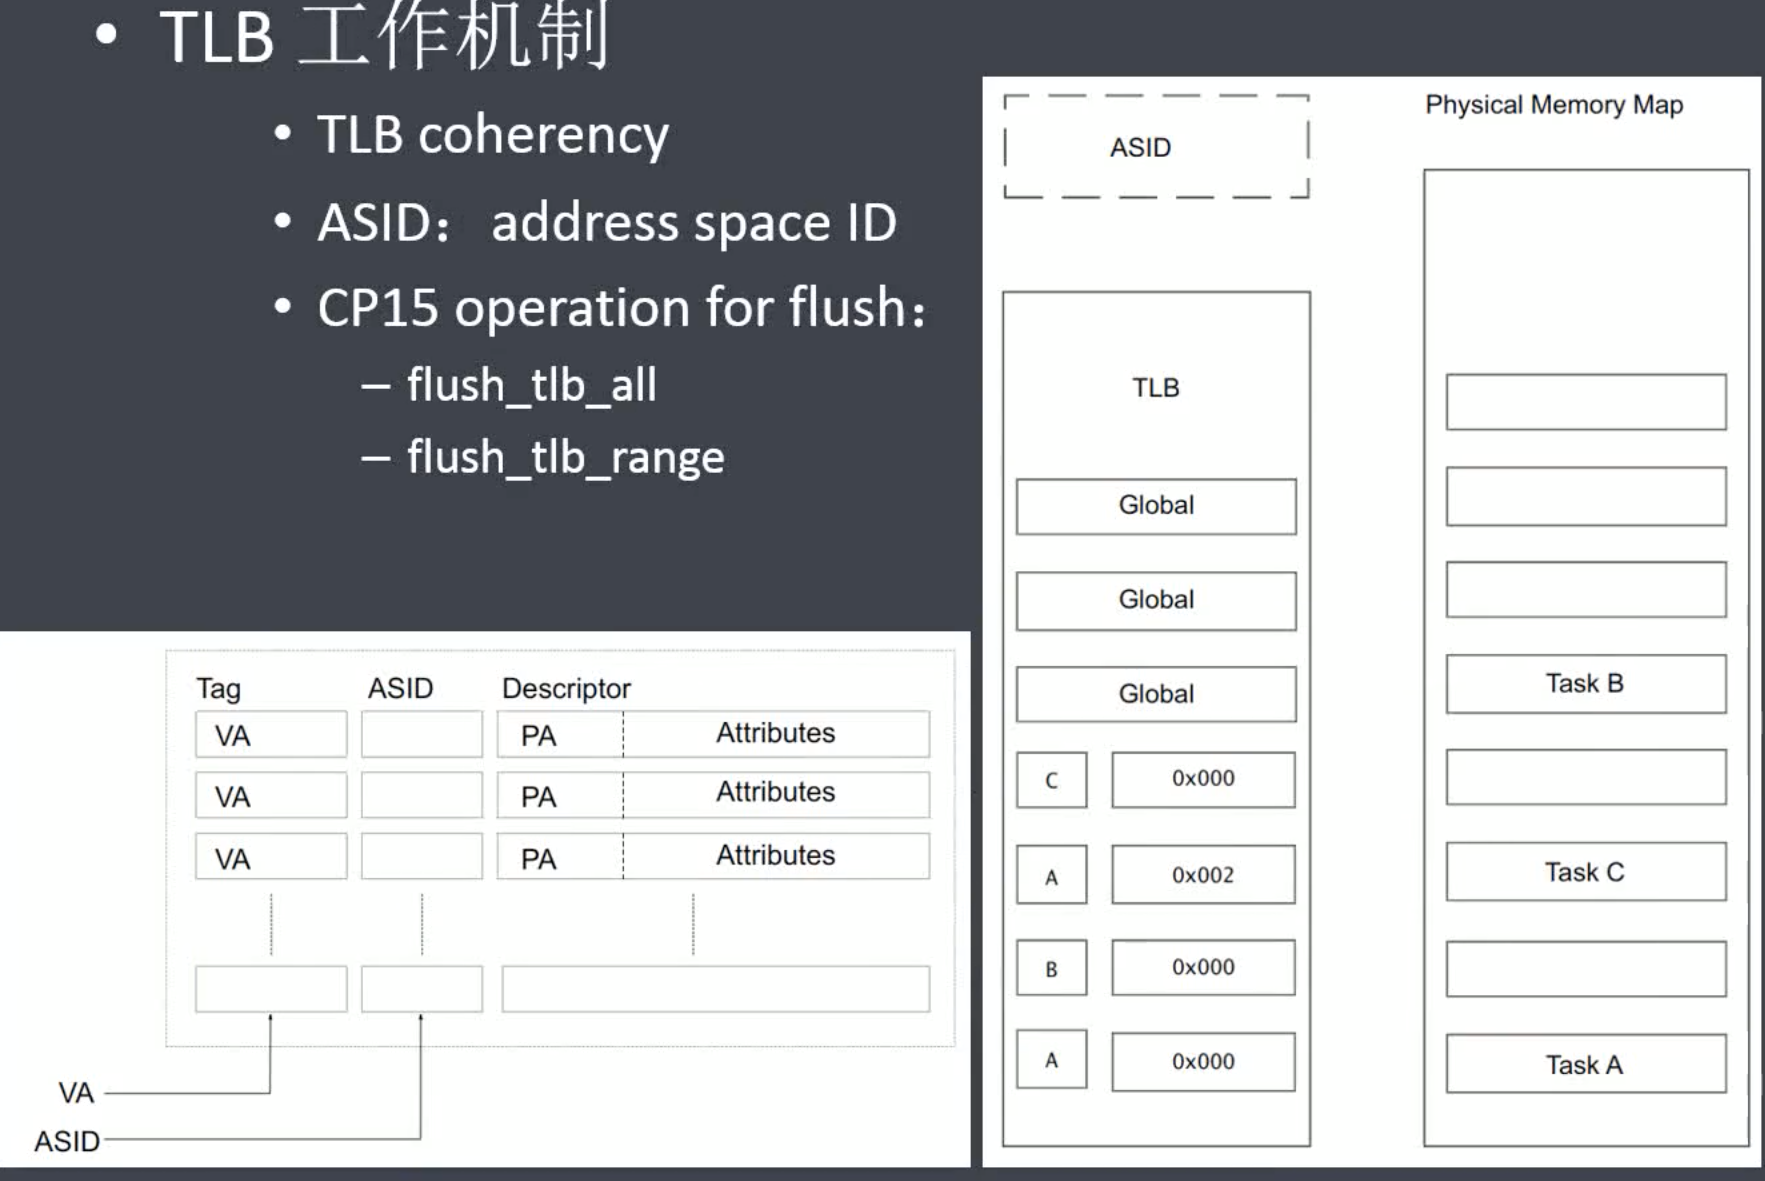 • TLB 工作机制
• TLB coherency
• ASID： address space ID
• CP15 operation for flush：
– flush_tlb_all
– flush_tlb_range
Tag ASID Descriptor
VA PA Attributes
VA PA Attributes
VA PA Attributes
VA
ASID
ASID
TLB
Global
Global
Global
C 0x000
A 0x002
B 0x000
A 0x000
Physical Memory Map
Task B
Task C
Task A